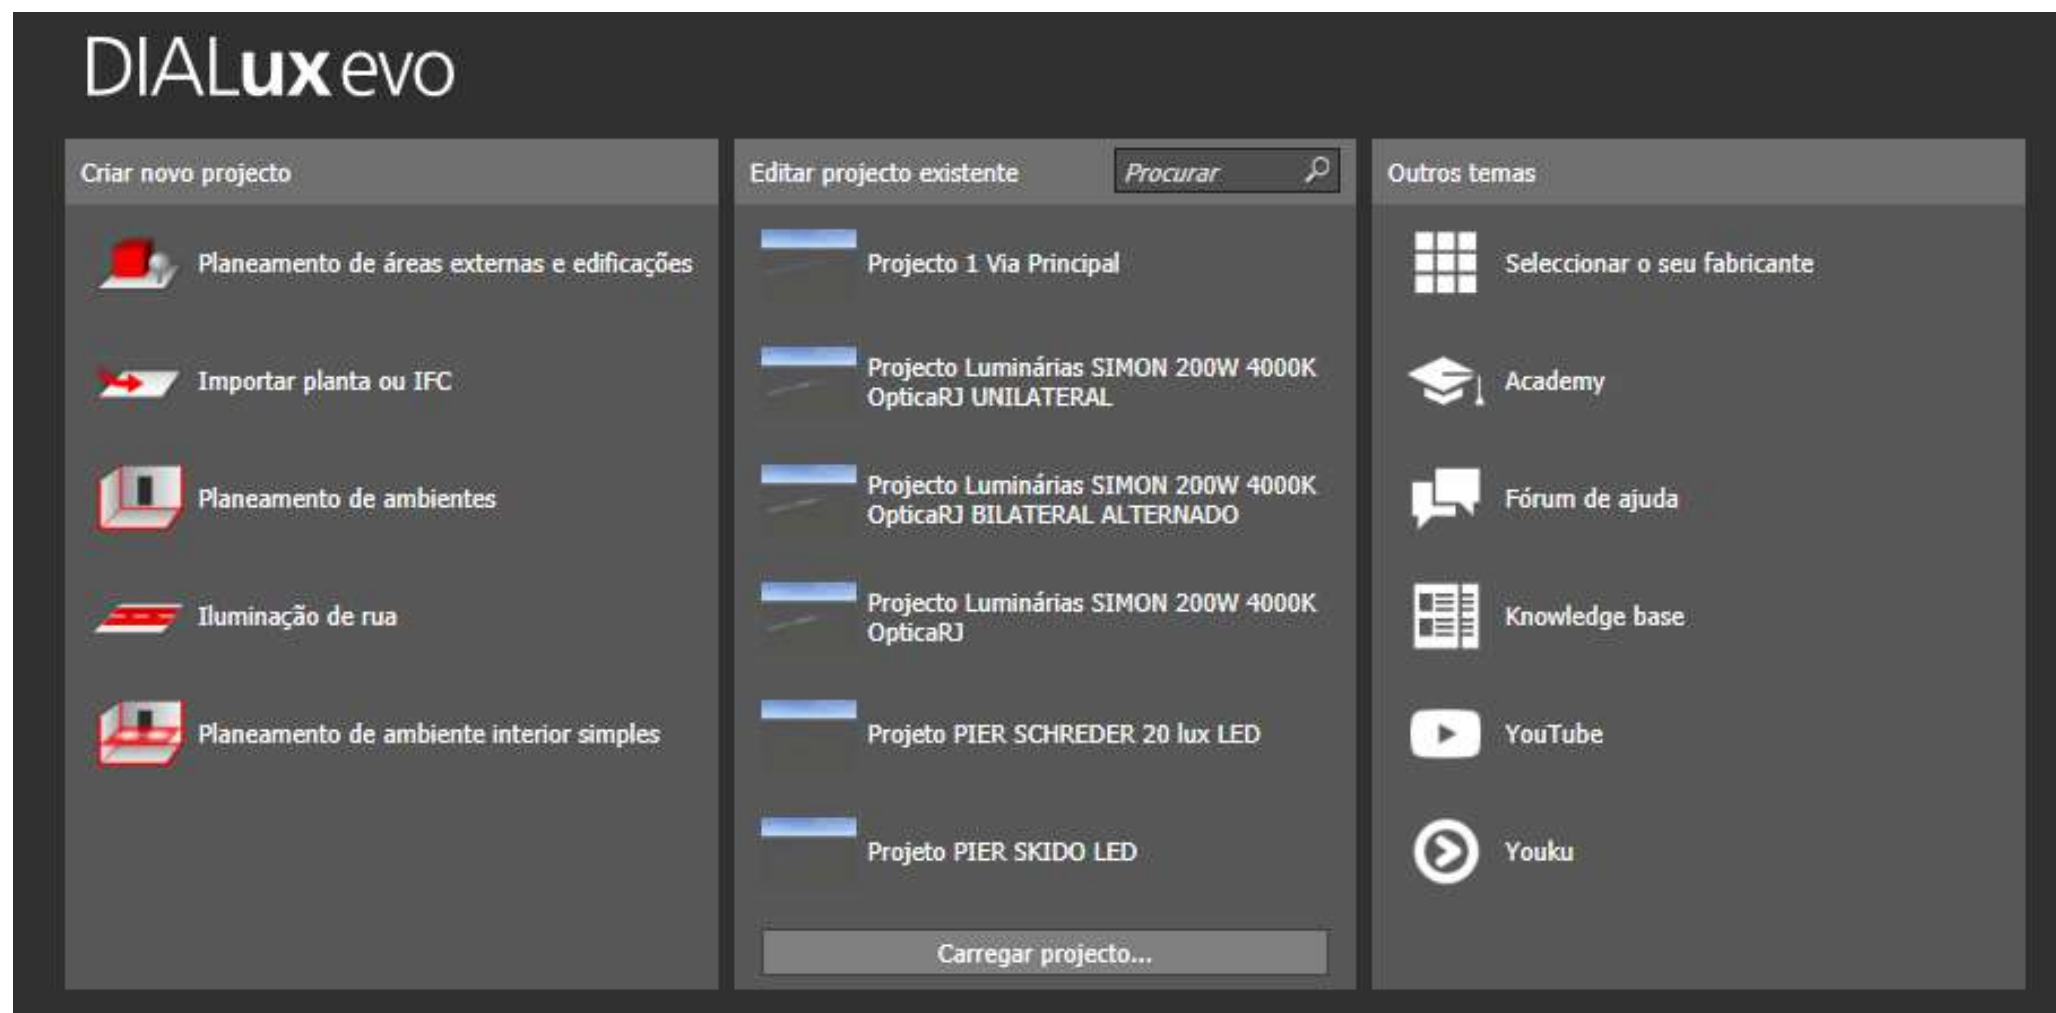 DIALux evo
Criar novo projecto
Planeamento de áreas externas e edificações
Importar planta ou IFC
Planeamento de ambientes
Iluminação de rua
Planeamento de ambiente interior simples
Editar projecto existente
Procurar
Projecto 1 Via Principal
Projecto Luminárias SIMON 200W 4000K
OpticaRJ UNILATERAL
Projecto Luminárias SIMON 200W 4000K
OpticaRJ BILATERAL ALTERNADO
Projecto Luminárias SIMON 200W 4000K
OpticaRJ
Projeto PIER SCHREDER 20 lux LED
Projeto PIER SKIDO LED
Carregar projecto...
Outros temas
Seleccionar o seu fabricante
Academy
Fórum de ajuda
Knowledge base
YouTube
Youku